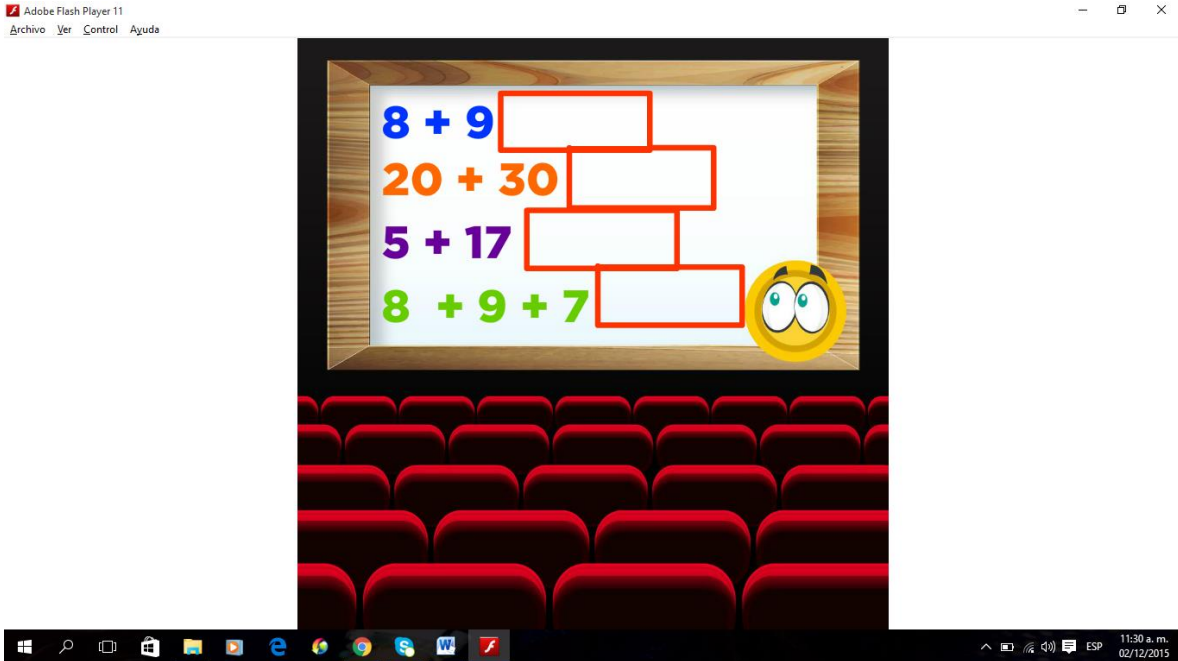 Adobe Flash Player 11
Archivo Ver Control Ayuda
8 + 9
20 + 30
5 + 17
8 + 9 + 7
ESP
11:30 a. m.
02/12/2015